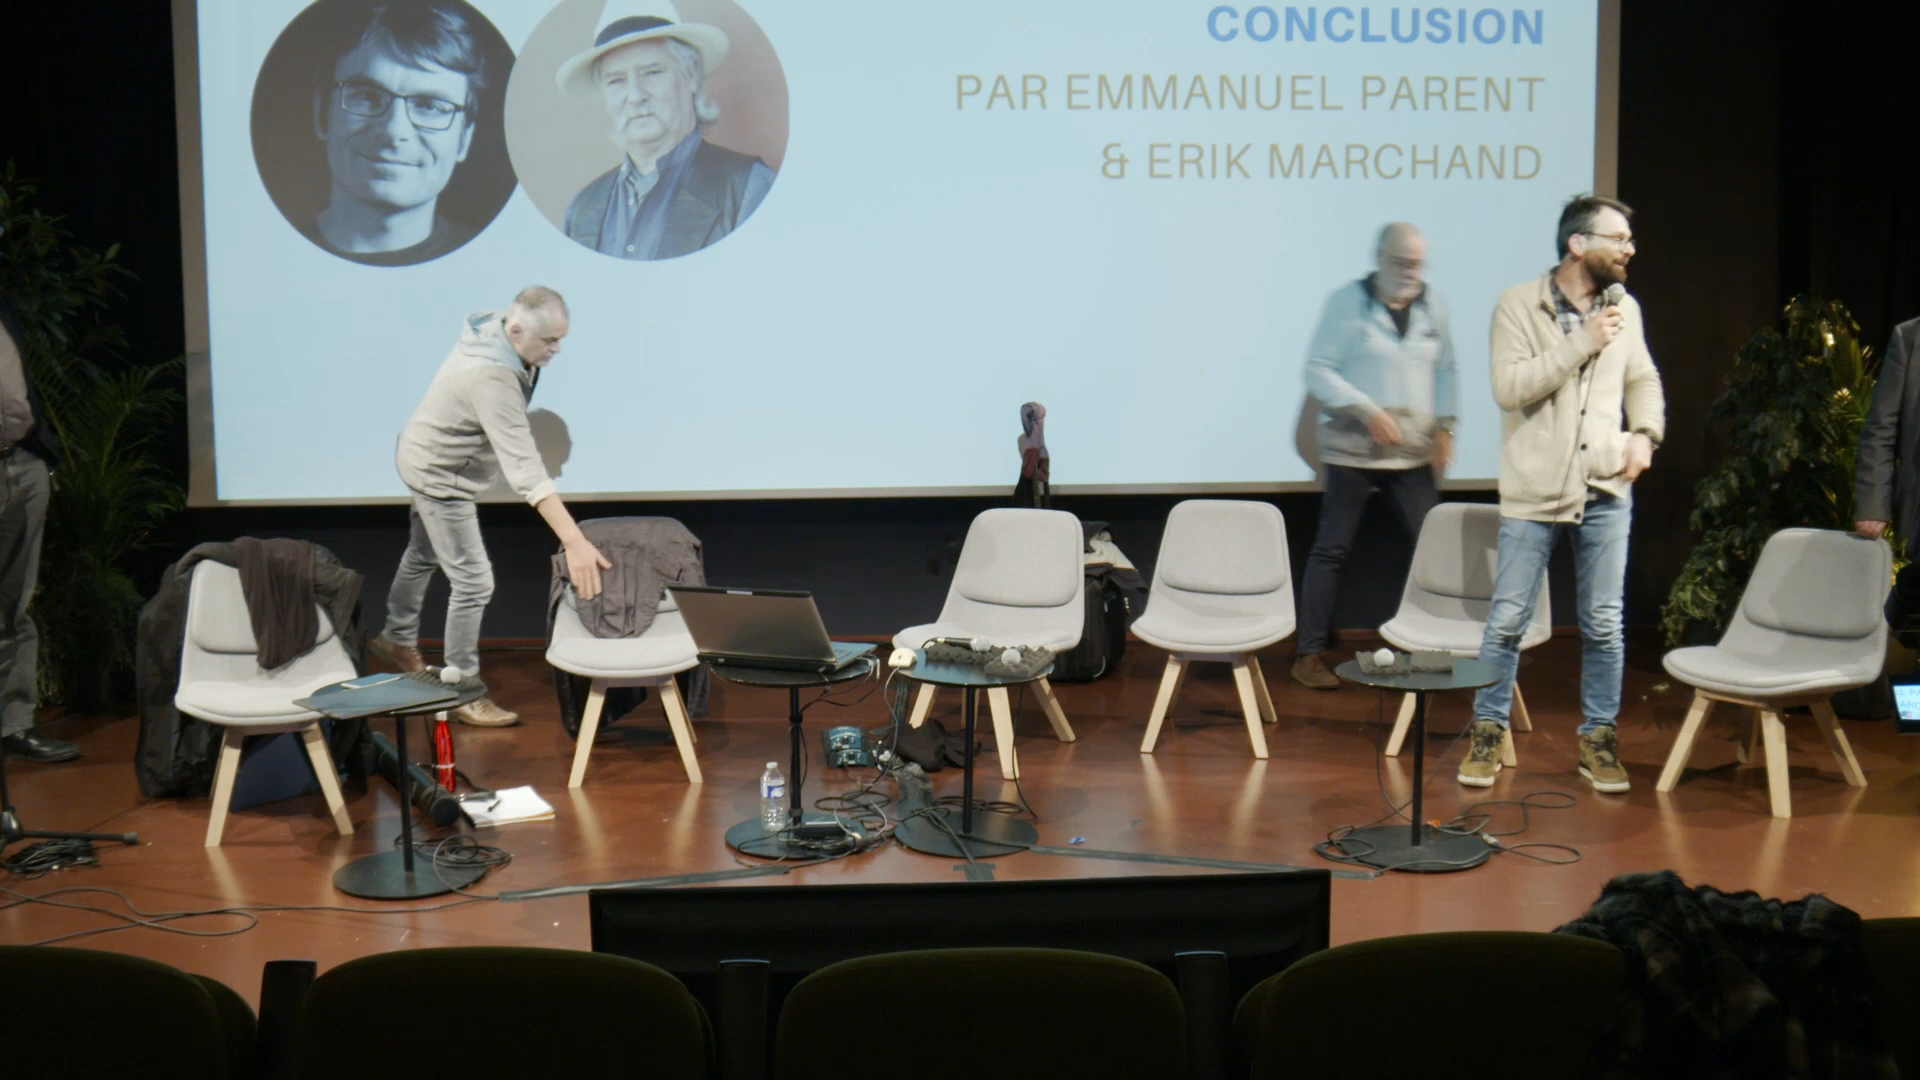 CONCLUSION
PAR EMMANUEL PARENT
& ERIK MARCHAND